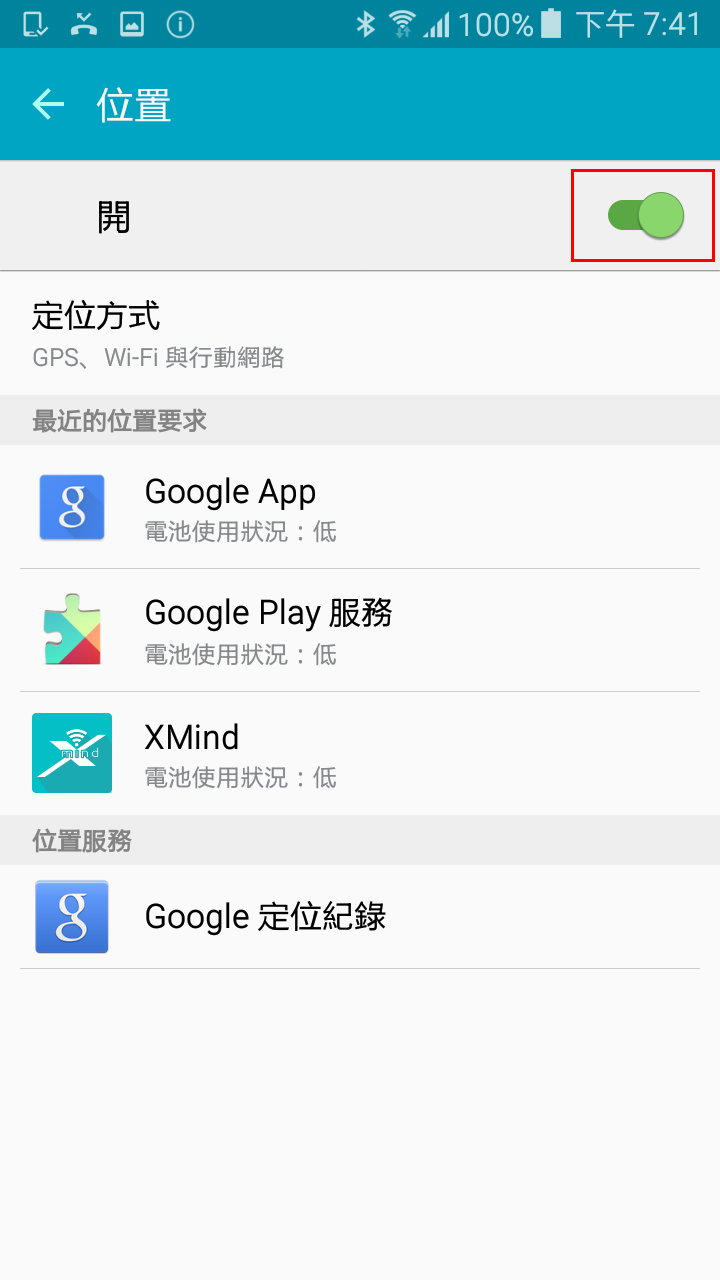 100% 下午 7:41
位置
開
定位方式
GPS、Wi-Fi 與行動網路
最近的位置要求
g
Google App
電池使用狀況：低
Google Play 服務
電池使用狀況：低
X mind
XMind
電池使用狀況：低
位置服務
g
Google 定位紀錄